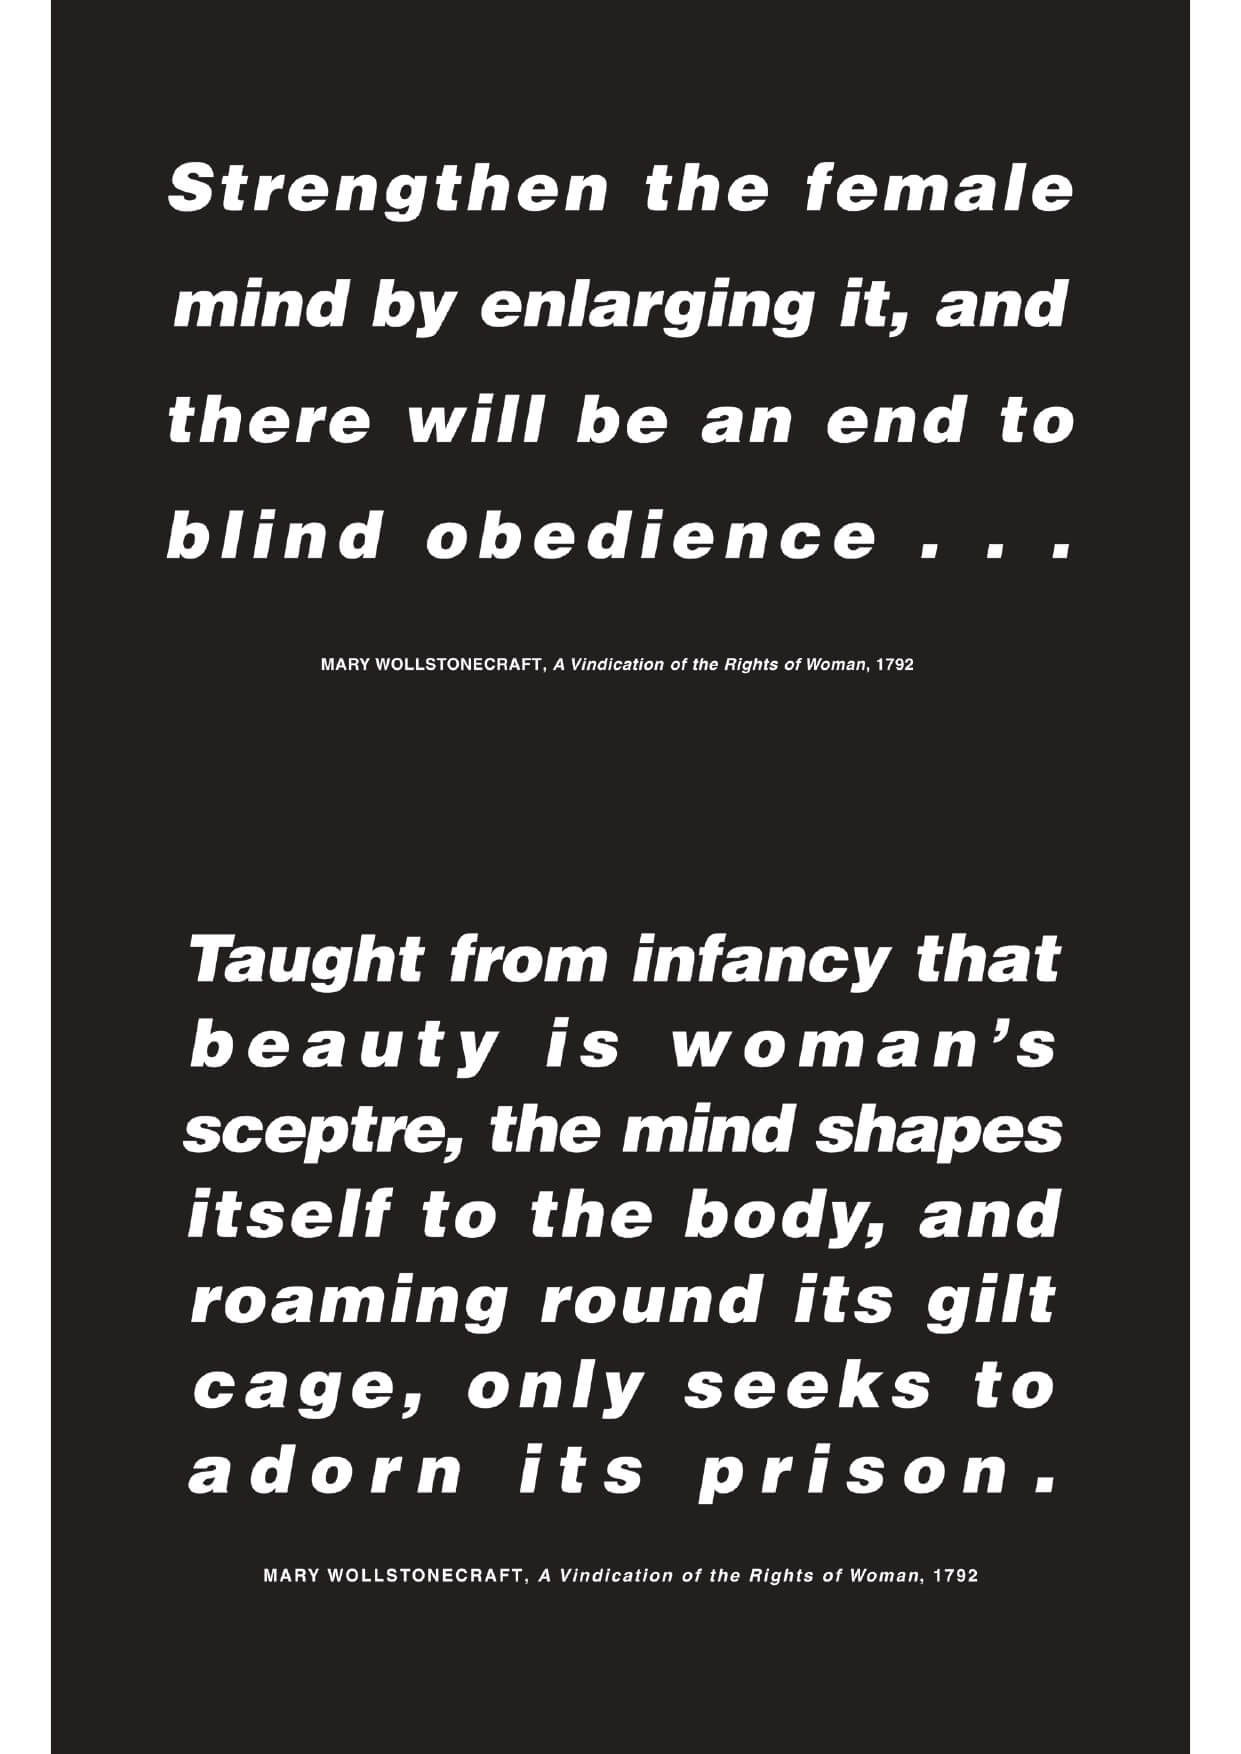 Strengthen the female
mind by enlarging it, and
there will be an end to
blind obedience . . .
MARY WOLLSTONECRAFT, A Vindication of the Rights of Woman, 1792
Taught from infancy that
beauty is woman’s
sceptre, the mind shapes
itself to the body, and
roaming round its gilt
cage, only seeks to
adorn its prison.
MARY WOLLSTONECRAFT, A Vindication of the Rights of Woman, 1792